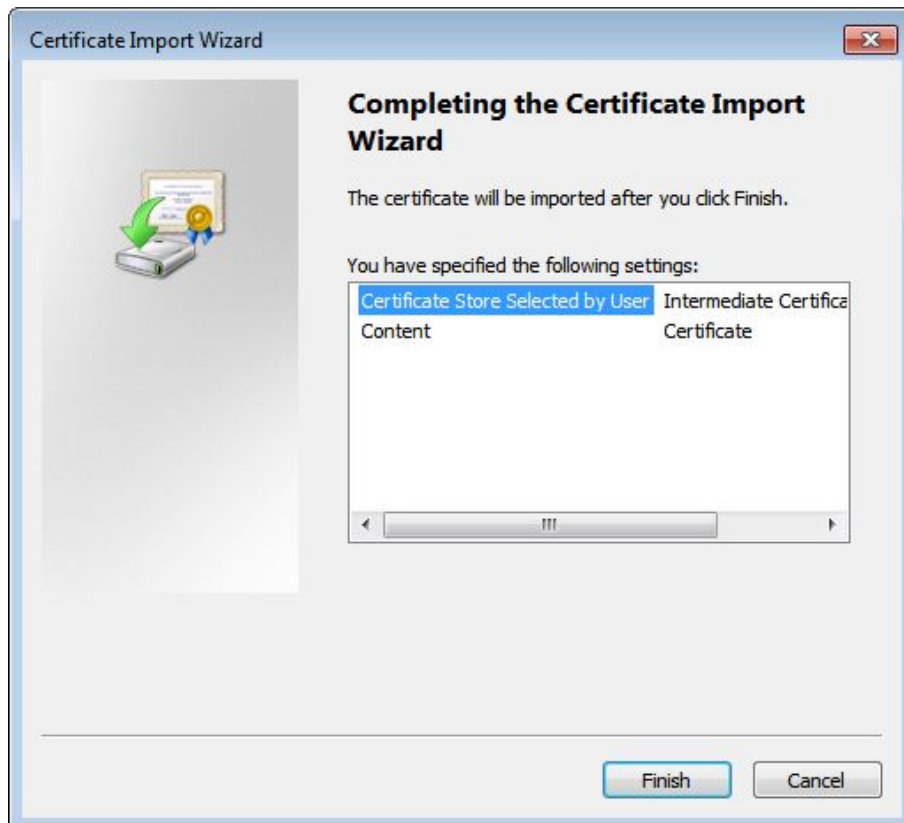 Certificate Import Wizard
Completing the Certificate Import
Wizard
The certificate will be imported after you click Finish.
You have specified the following settings:
Certificate Store Selected by User Intermediate Certifica
Content Certificate
Finish Cancel